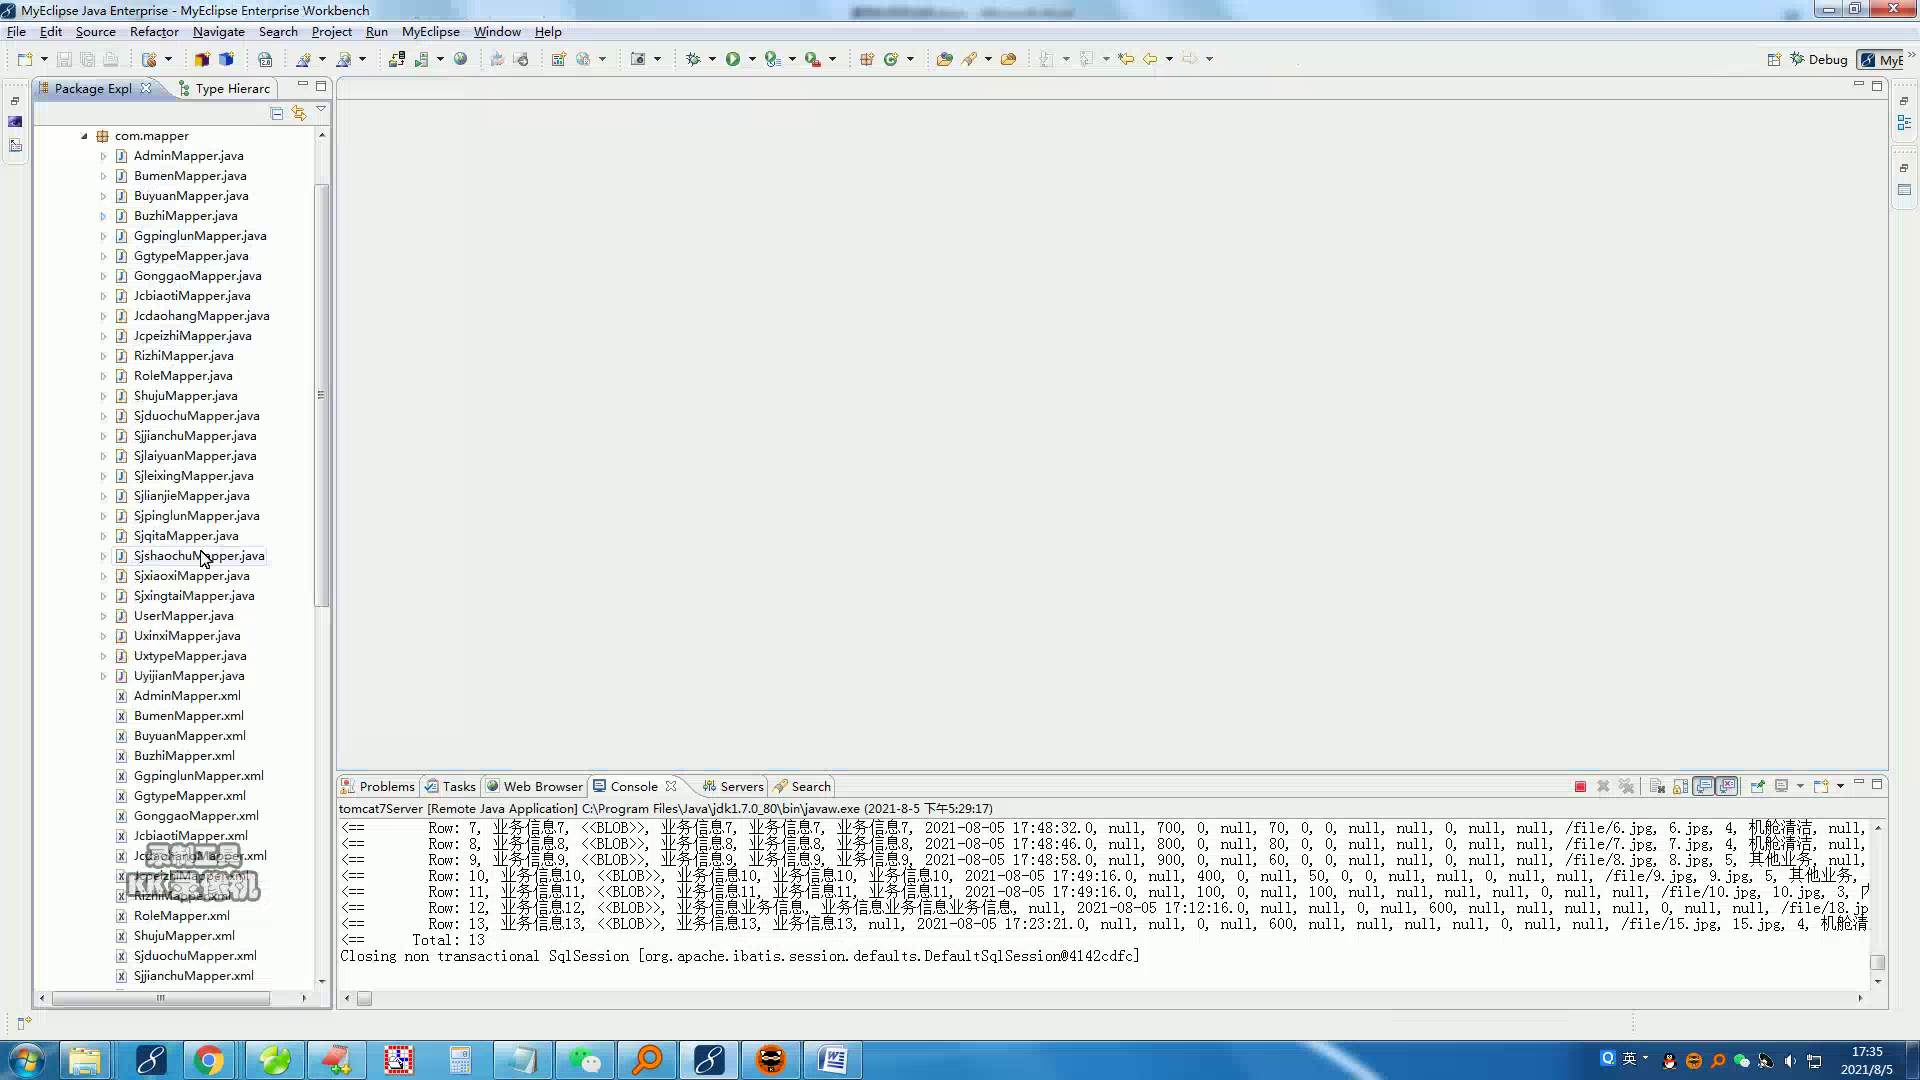 MyEclipse Java Enterprise - MyEclipse Enterprise Workbench
File Edit Source Refactor Navigate Search Project Run MyEclipse Window Help
Debug MyE
Package Expl Type Hierarc
com.mapper
AdminMapper.java
BumenMapper.java
BuyuanMapper.java
BuzhiMapper.java
GgpinglunMapper.java
GgtypeMapper.java
GonggaoMapper.java
JcbiaotiMapper.java
JcdaohangMapper.java
JcpeizhiMapper.java
RizhiMapper.java
RoleMapper.java
ShujuMapper.java
SjduochuMapper.java
SjjianchuMapper.java
SjlaiyuanMapper.java
SjleixingMapper.java
SjlianjieMapper.java
SjpinglunMapper.java
SjqitaMapper.java
SjshaochuMapper.java
SjxiaoxiMapper.java
SjxingtaiMapper.java
UserMapper.java
UxinxiMapper.java
UxtypeMapper.java
UyijianMapper.java
AdminMapper.xml
BumenMapper.xml
BuyuanMapper.xml
BuzhiMapper.xml
GgpinglunMapper.xml
GgtypeMapper.xml
GonggaoMapper.xml
JcbiaotiMapper.xml
JcdaohangMapper.xml
JcpeizhiMapper.xml
RizhiMapper.xml
RoleMapper.xml
ShujuMapper.xml
SjduochuMapper.xml
SjjianchuMapper.xml
录制工具
KK录像机
Problems Tasks Web Browser Console Servers Search
tomcat7Server [Remote Java Application] C:\Program Files\Java\jdk1.7.0_80\bin\javaw.exe (2021-8-5 下午5:29:17)
<== Row: 7, 业务信息7, <<BLOB>>, 业务信息7, 业务信息7, 业务信息7, 2021-08-05 17:48:32.0, null, 700, 0, null, 70, 0, 0, null, null, 0, null, null, /file/6.jpg, 6.jpg, 4, 机舱清洁, null,
<== Row: 8, 业务信息8, <<BLOB>>, 业务信息8, 业务信息8, 业务信息8, 2021-08-05 17:48:46.0, null, 800, 0, null, 80, 0, 0, null, null, 0, null, null, /file/7.jpg, 7.jpg, 4, 机舱清洁, null,
<== Row: 9, 业务信息9, <<BLOB>>, 业务信息9, 业务信息9, 业务信息9, 2021-08-05 17:48:58.0, null, 900, 0, null, 60, 0, 0, null, null, 0, null, null, /file/8.jpg, 8.jpg, 5, 其他业务, null,
<== Row: 10, 业务信息10, <<BLOB>>, 业务信息10, 业务信息10, 业务信息10, 2021-08-05 17:49:16.0, null, 400, 0, null, 50, 0, 0, null, null, 0, null, null, /file/9.jpg, 9.jpg, 5, 其他业务,
<== Row: 11, 业务信息11, <<BLOB>>, 业务信息11, 业务信息11, 业务信息11, 2021-08-05 17:49:16.0, null, 100, 0, null, 100, null, null, null, null, 0, null, null, /file/10.jpg, 10.jpg, 3,
<== Row: 12, 业务信息12, <<BLOB>>, 业务信息业务信息, 业务信息业务信息业务信息, null, 2021-08-05 17:12:16.0, null, null, 0, null, 600, null, null, null, null, 0, null, null, /file/18.jp
<== Row: 13, 业务信息13, <<BLOB>>, 业务信息13, 业务信息13, null, 2021-08-05 17:23:21.0, null, null, 0, null, 600, null, null, null, null, 0, null, null, /file/15.jpg, 15.jpg, 4, 机舱清
<== Total: 13
Closing non transactional SqlSession [org.apache.ibatis.session.defaults.DefaultSqlSession@4142cdfc]
英
17:35
2021/8/5